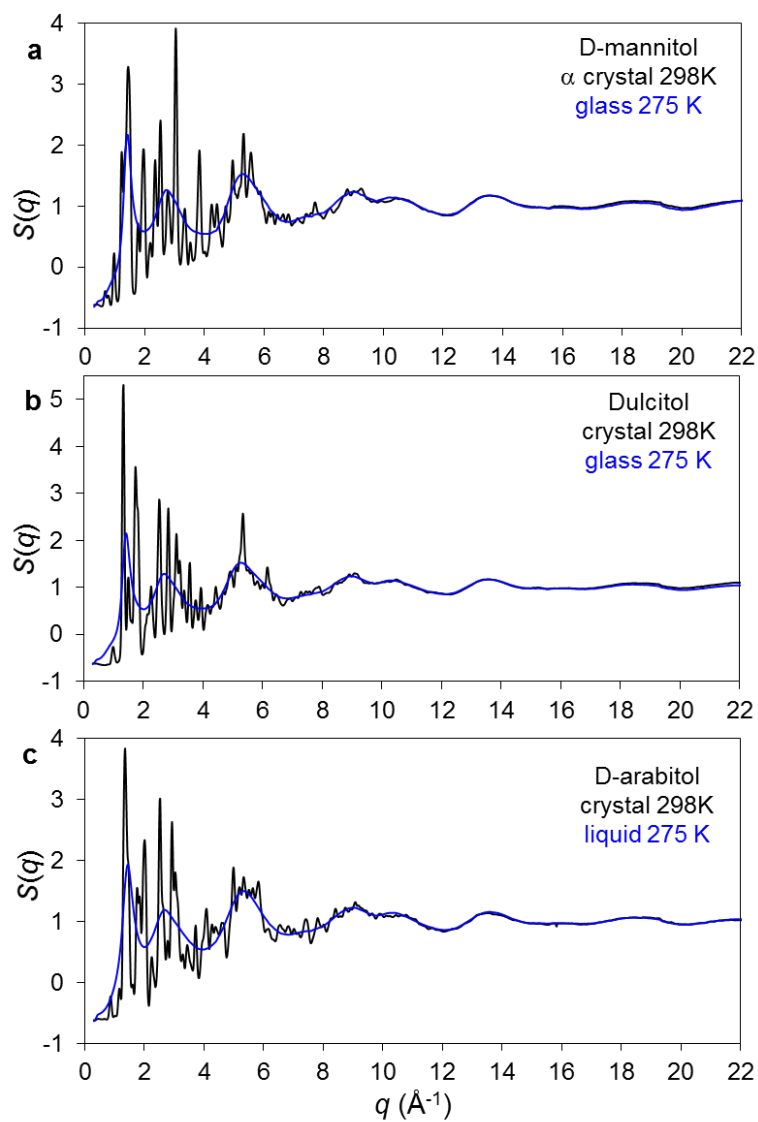 a
D-mannitol
α crystal 298K
glass 275 K
4
3
2
1
0
-1
S(q)
0 2 4 6 8 10 12 14 16 18 20 22
b
Dulcitol
crystal 298K
glass 275 K
5
4
3
2
1
0
-1
S(q)
0 2 4 6 8 10 12 14 16 18 20 22
c
D-arabitol
crystal 298K
liquid 275 K
4
3
2
1
0
-1
S(q)
0 2 4 6 8 10 12 14 16 18 20 22
q (Å-1)